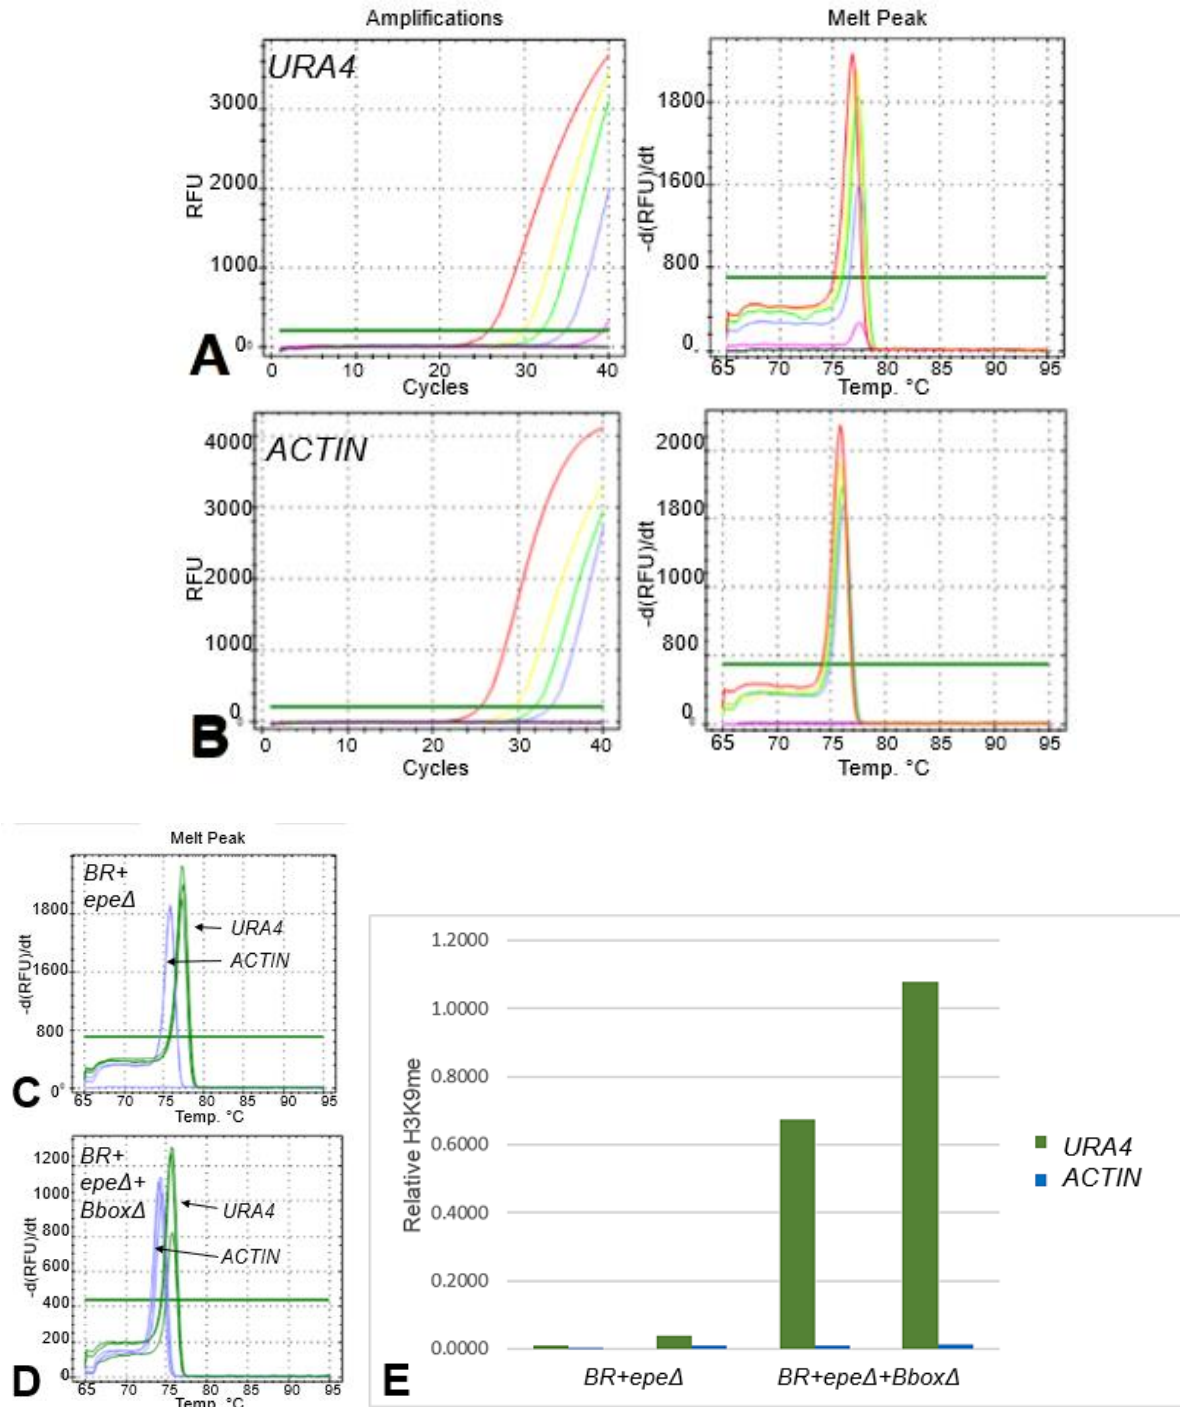 Amplifications
Melt Peak
URA4
3000
2000
1000
0
RFU
0 10 20 30 40
Cycles
A
1800
1600
800
0
-d(RFU)/dt
65 70 75 80 85 90 95
Temp. °C
ACTIN
4000
3000
2000
1000
0
RFU
0 10 20 30 40
Cycles
B
2000
1800
1000
800
0
-d(RFU)/dt
65 70 75 80 85 90 95
Temp. °C
Melt Peak
BR+
epeΔ
URA4
ACTIN
1800
1600
800
0
-d(RFU)/dt
65 70 75 80 85 90 95
Temp. °C
C
BR+
epeΔ+
BboxΔ
URA4
ACTIN
1200
1000
800
600
400
200
0
-d(RFU)/dt
65 70 75 80 85 90 95
Temp. °C
D
1.2000
1.0000
0.8000
0.6000
0.4000
0.2000
0.0000
Relative H3K9me
BR+epeΔ
BR+epeΔ+BboxΔ
URA4
ACTIN
E